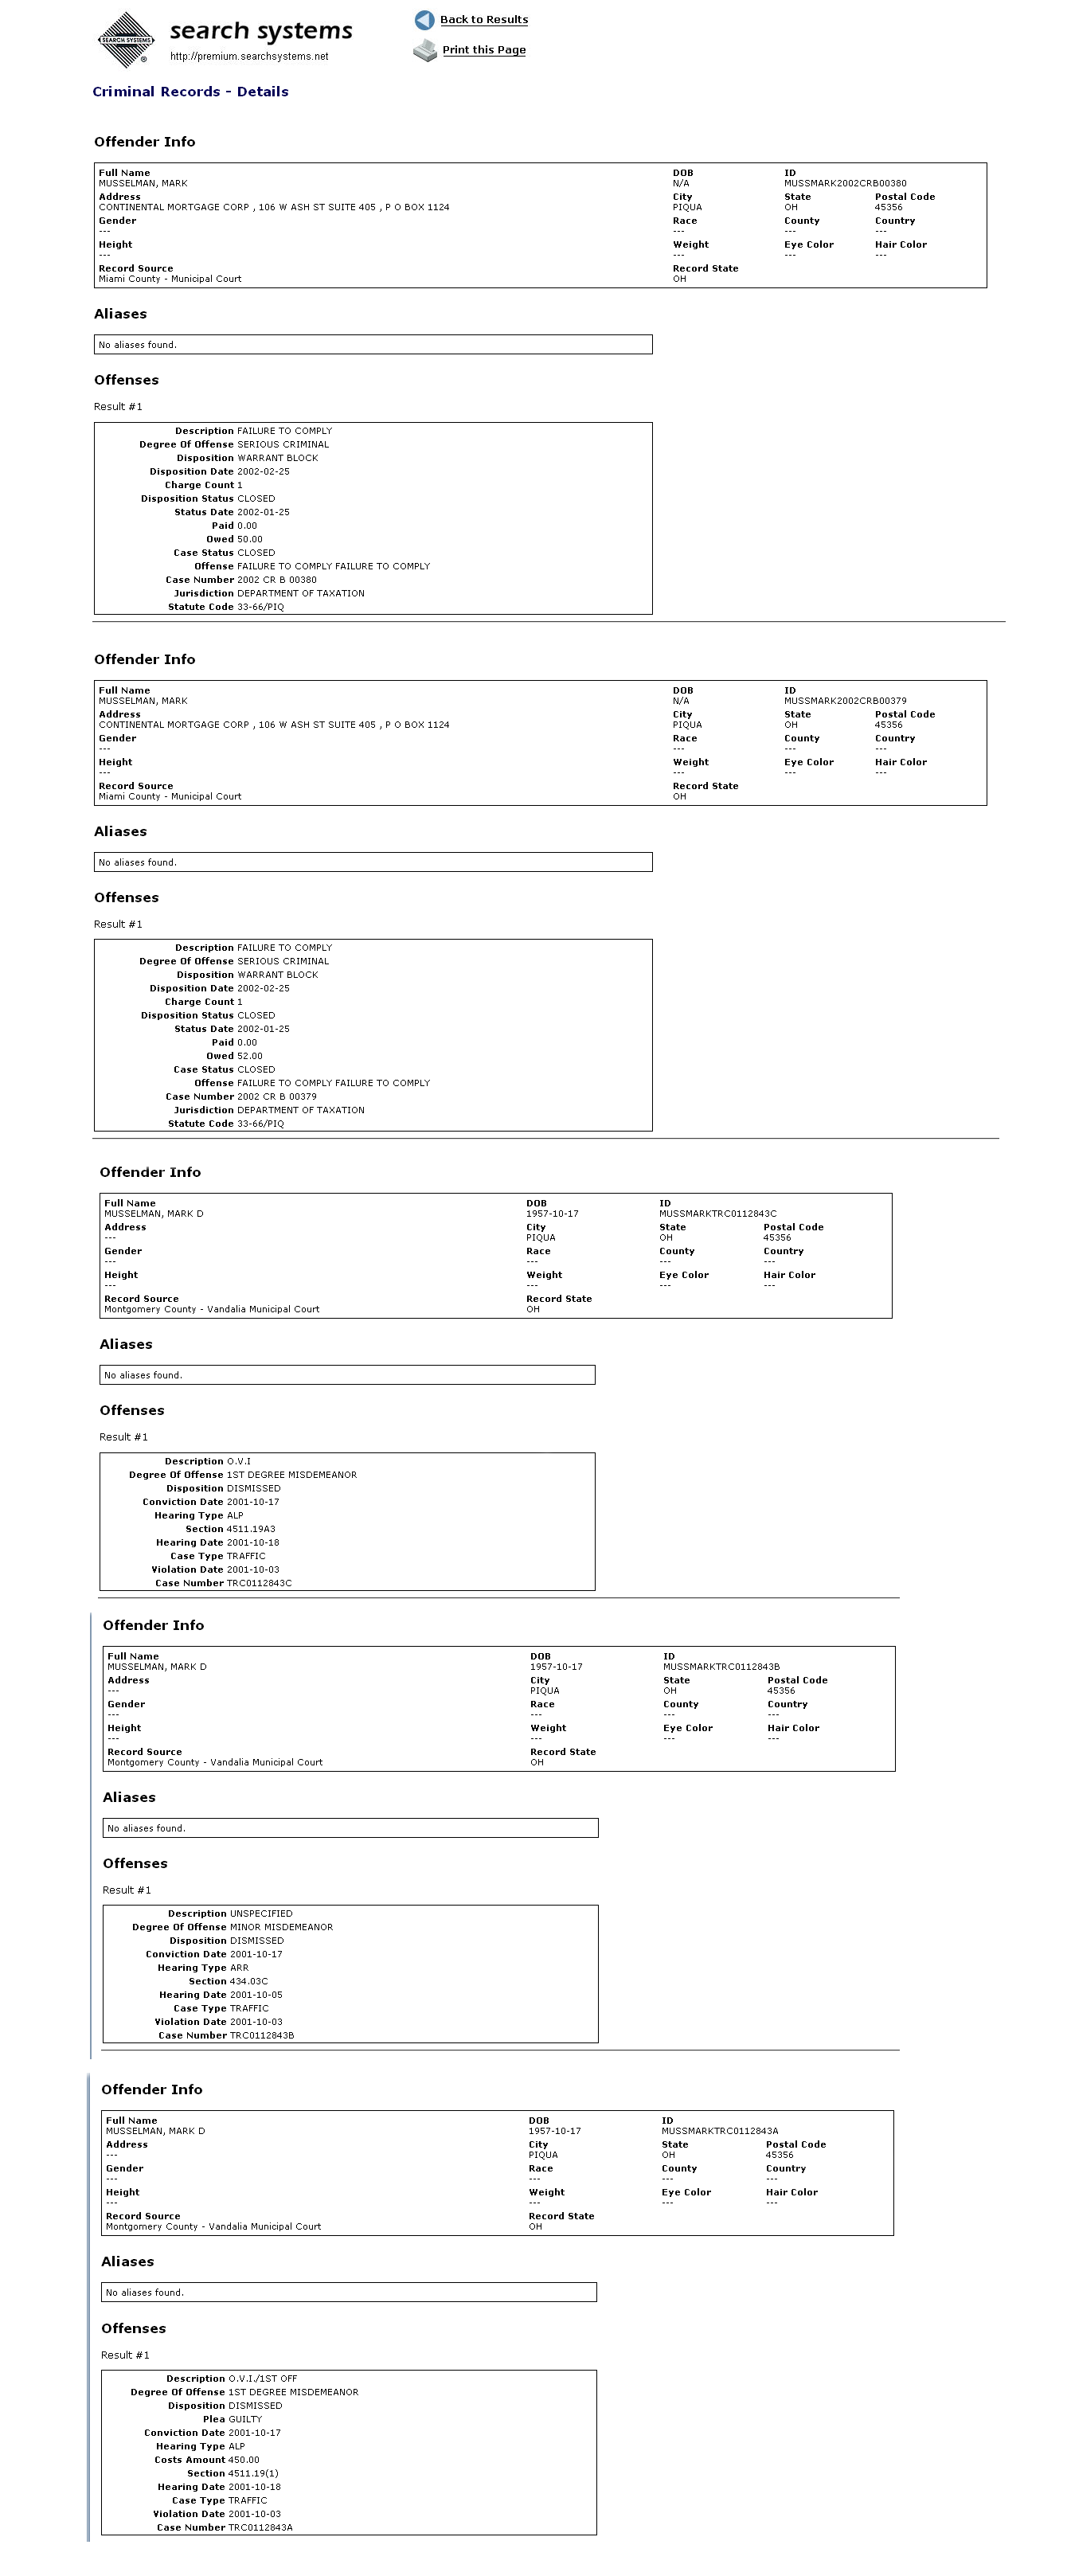 search systems
http://premium.searchsystems.net
SEARCH SYSTEMS
®
Back to Results
Print this Page
Criminal Records - Details
Offender Info
Full Name DOB ID
MUSSELMAN, MARK N/A MUSSMARK2002CRB00380
Address City State Postal Code
CONTINENTAL MORTGAGE CORP , 106 W ASH ST SUITE 405 , P O BOX 1124 PIQUA OH 45356
Gender Race County Country
--- --- --- ---
Height Weight Eye Color Hair Color
--- --- --- ---
Record Source Record State
Miami County - Municipal Court OH
Aliases
No aliases found.
Offenses
Result #1
Description FAILURE TO COMPLY
Degree Of Offense SERIOUS CRIMINAL
Disposition WARRANT BLOCK
Disposition Date 2002-02-25
Charge Count 1
Disposition Status CLOSED
Status Date 2002-01-25
Paid 0.00
Owed 50.00
Case Status CLOSED
Offense FAILURE TO COMPLY FAILURE TO COMPLY
Case Number 2002 CR B 00380
Jurisdiction DEPARTMENT OF TAXATION
Statute Code 33-66/PIQ
Offender Info
Full Name DOB ID
MUSSELMAN, MARK N/A MUSSMARK2002CRB00379
Address City State Postal Code
CONTINENTAL MORTGAGE CORP , 106 W ASH ST SUITE 405 , P O BOX 1124 PIQUA OH 45356
Gender Race County Country
--- --- --- ---
Height Weight Eye Color Hair Color
--- --- --- ---
Record Source Record State
Miami County - Municipal Court OH
Aliases
No aliases found.
Offenses
Result #1
Description FAILURE TO COMPLY
Degree Of Offense SERIOUS CRIMINAL
Disposition WARRANT BLOCK
Disposition Date 2002-02-25
Charge Count 1
Disposition Status CLOSED
Status Date 2002-01-25
Paid 0.00
Owed 52.00
Case Status CLOSED
Offense FAILURE TO COMPLY FAILURE TO COMPLY
Case Number 2002 CR B 00379
Jurisdiction DEPARTMENT OF TAXATION
Statute Code 33-66/PIQ
Offender Info
Full Name DOB ID
MUSSELMAN, MARK D 1957-10-17 MUSSMARKTRC0112843C
Address City State Postal Code
--- PIQUA OH 45356
Gender Race County Country
--- --- --- ---
Height Weight Eye Color Hair Color
--- --- --- ---
Record Source Record State
Montgomery County - Vandalia Municipal Court OH
Aliases
No aliases found.
Offenses
Result #1
Description O.V.I
Degree Of Offense 1ST DEGREE MISDEMEANOR
Disposition DISMISSED
Conviction Date 2001-10-17
Hearing Type ALP
Section 4511.19A3
Hearing Date 2001-10-18
Case Type TRAFFIC
Violation Date 2001-10-03
Case Number TRC0112843C
Offender Info
Full Name DOB ID
MUSSELMAN, MARK D 1957-10-17 MUSSMARKTRC0112843B
Address City State Postal Code
--- PIQUA OH 45356
Gender Race County Country
--- --- --- ---
Height Weight Eye Color Hair Color
--- --- --- ---
Record Source Record State
Montgomery County - Vandalia Municipal Court OH
Aliases
No aliases found.
Offenses
Result #1
Description UNSPECIFIED
Degree Of Offense MINOR MISDEMEANOR
Disposition DISMISSED
Conviction Date 2001-10-17
Hearing Type ARR
Section 434.03C
Hearing Date 2001-10-05
Case Type TRAFFIC
Violation Date 2001-10-03
Case Number TRC0112843B
Offender Info
Full Name DOB ID
MUSSELMAN, MARK D 1957-10-17 MUSSMARKTRC0112843A
Address City State Postal Code
--- PIQUA OH 45356
Gender Race County Country
--- --- --- ---
Height Weight Eye Color Hair Color
--- --- --- ---
Record Source Record State
Montgomery County - Vandalia Municipal Court OH
Aliases
No aliases found.
Offenses
Result #1
Description O.V.I./1ST OFF
Degree Of Offense 1ST DEGREE MISDEMEANOR
Disposition DISMISSED
Plea GUILTY
Conviction Date 2001-10-17
Hearing Type ALP
Costs Amount 450.00
Section 4511.19(1)
Hearing Date 2001-10-18
Case Type TRAFFIC
Violation Date 2001-10-03
Case Number TRC0112843A